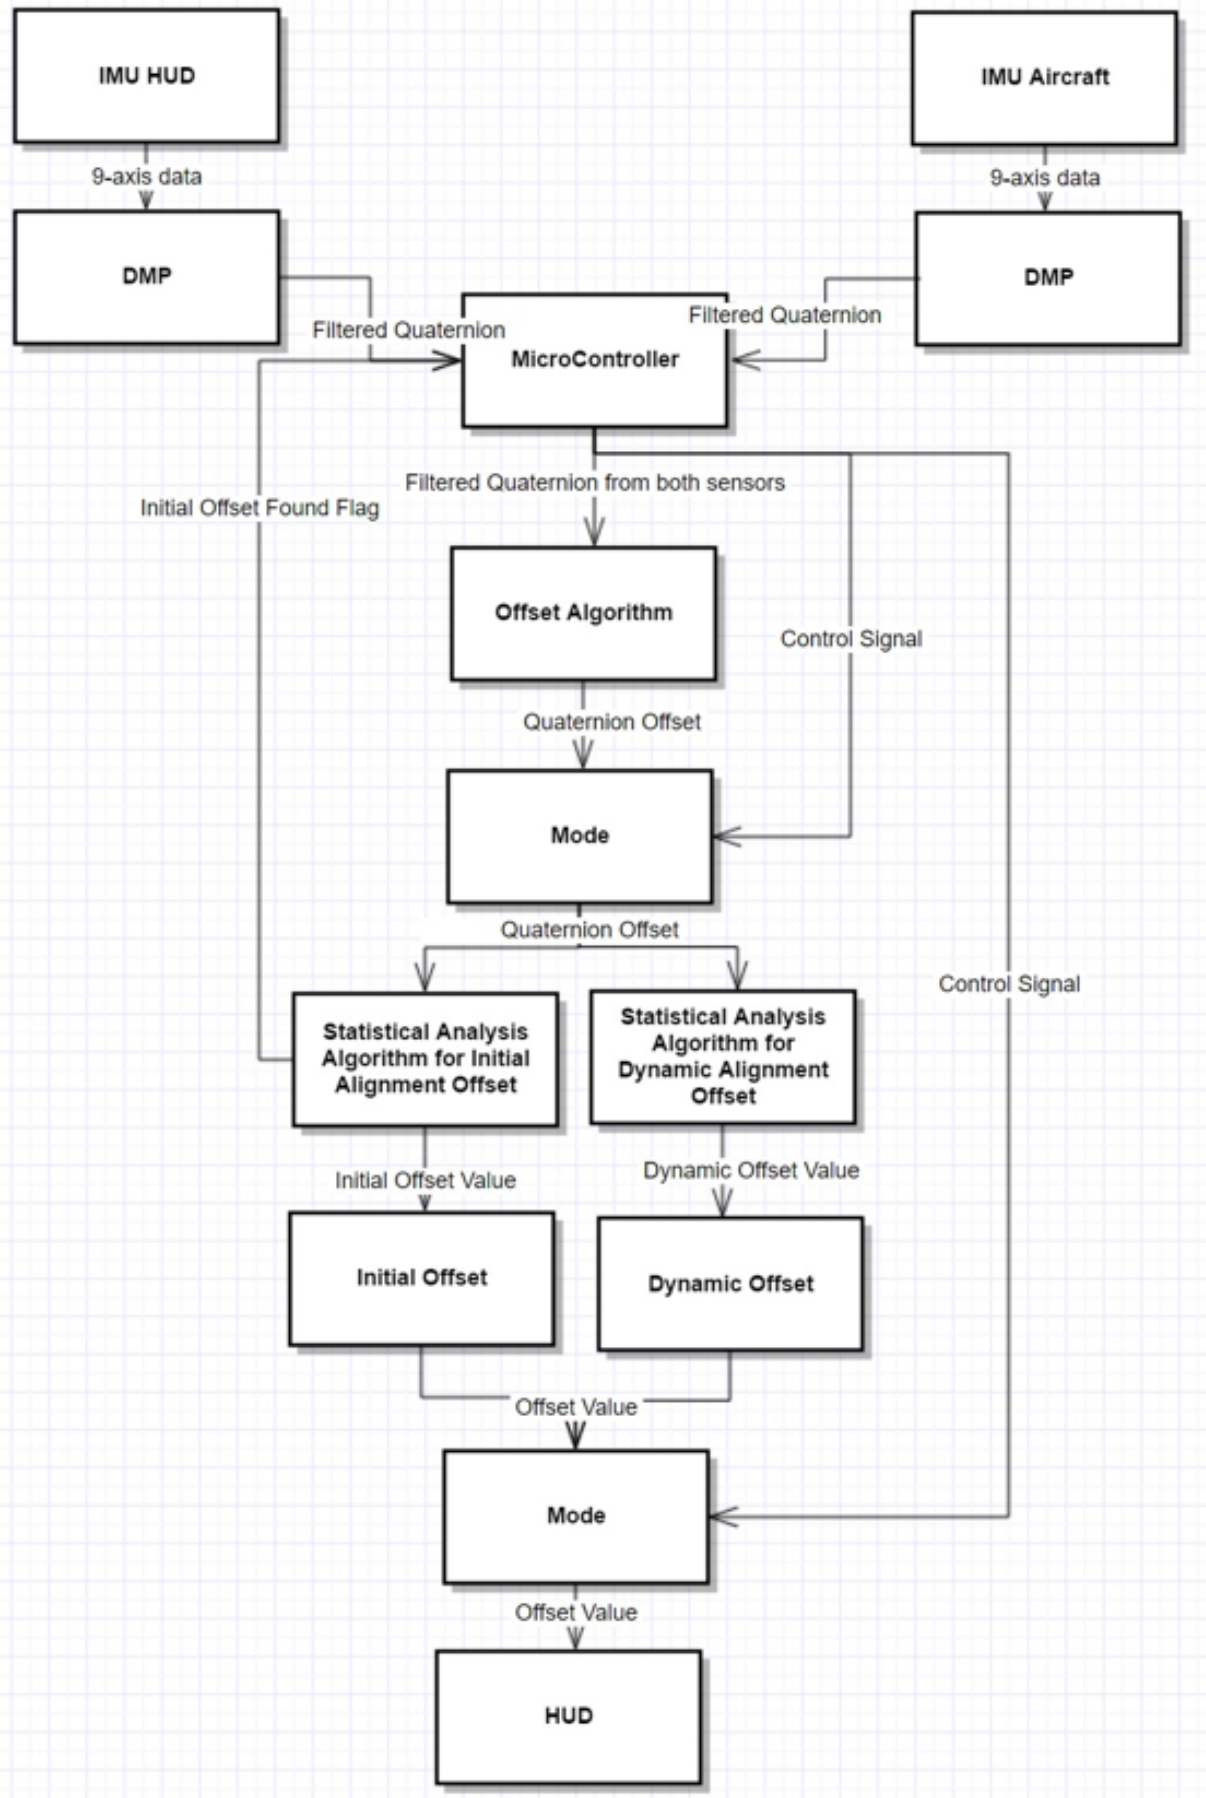 IMU HUD
IMU Aircraft
9-axis data
9-axis data
DMP
DMP
Filtered Quaternion
Filtered Quaternion
MicroController
Filtered Quaternion from both sensors
Initial Offset Found Flag
Offset Algorithm
Control Signal
Quaternion Offset
Mode
Quaternion Offset
Control Signal
Statistical Analysis
Algorithm for Initial
Alignment Offset
Statistical Analysis
Algorithm for
Dynamic Alignment
Offset
Initial Offset Value
Dynamic Offset Value
Initial Offset
Dynamic Offset
Offset Value
Mode
Offset Value
HUD